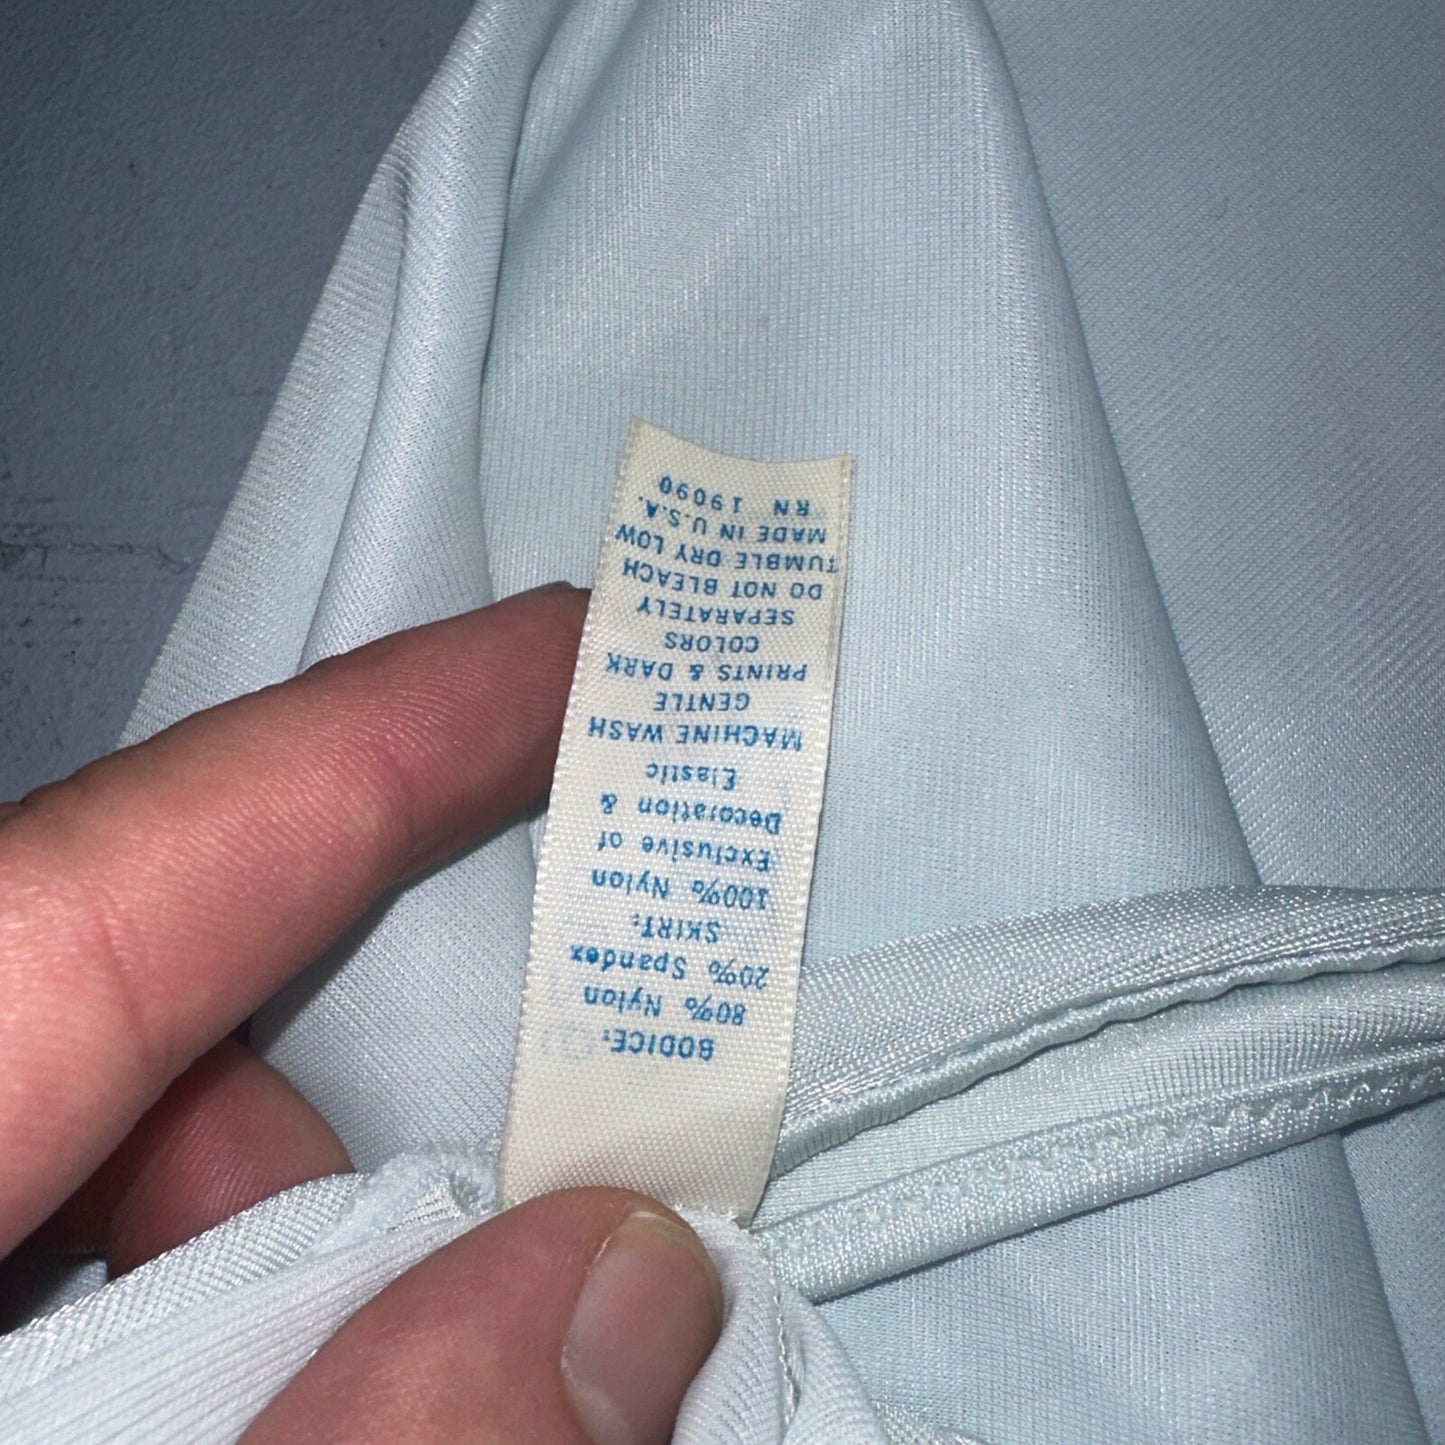 BODICE:
80% Nylon
20% Spandex
SKIRT:
100% Nylon
Exclusive of
Decoration &
Elastic
MACHINE WASH
GENTLE
PRINTS & DARK
COLORS
SEPARATELY
DO NOT BLEACH
TUMBLE DRY LOW
MADE IN U.S.A.
RN 19090